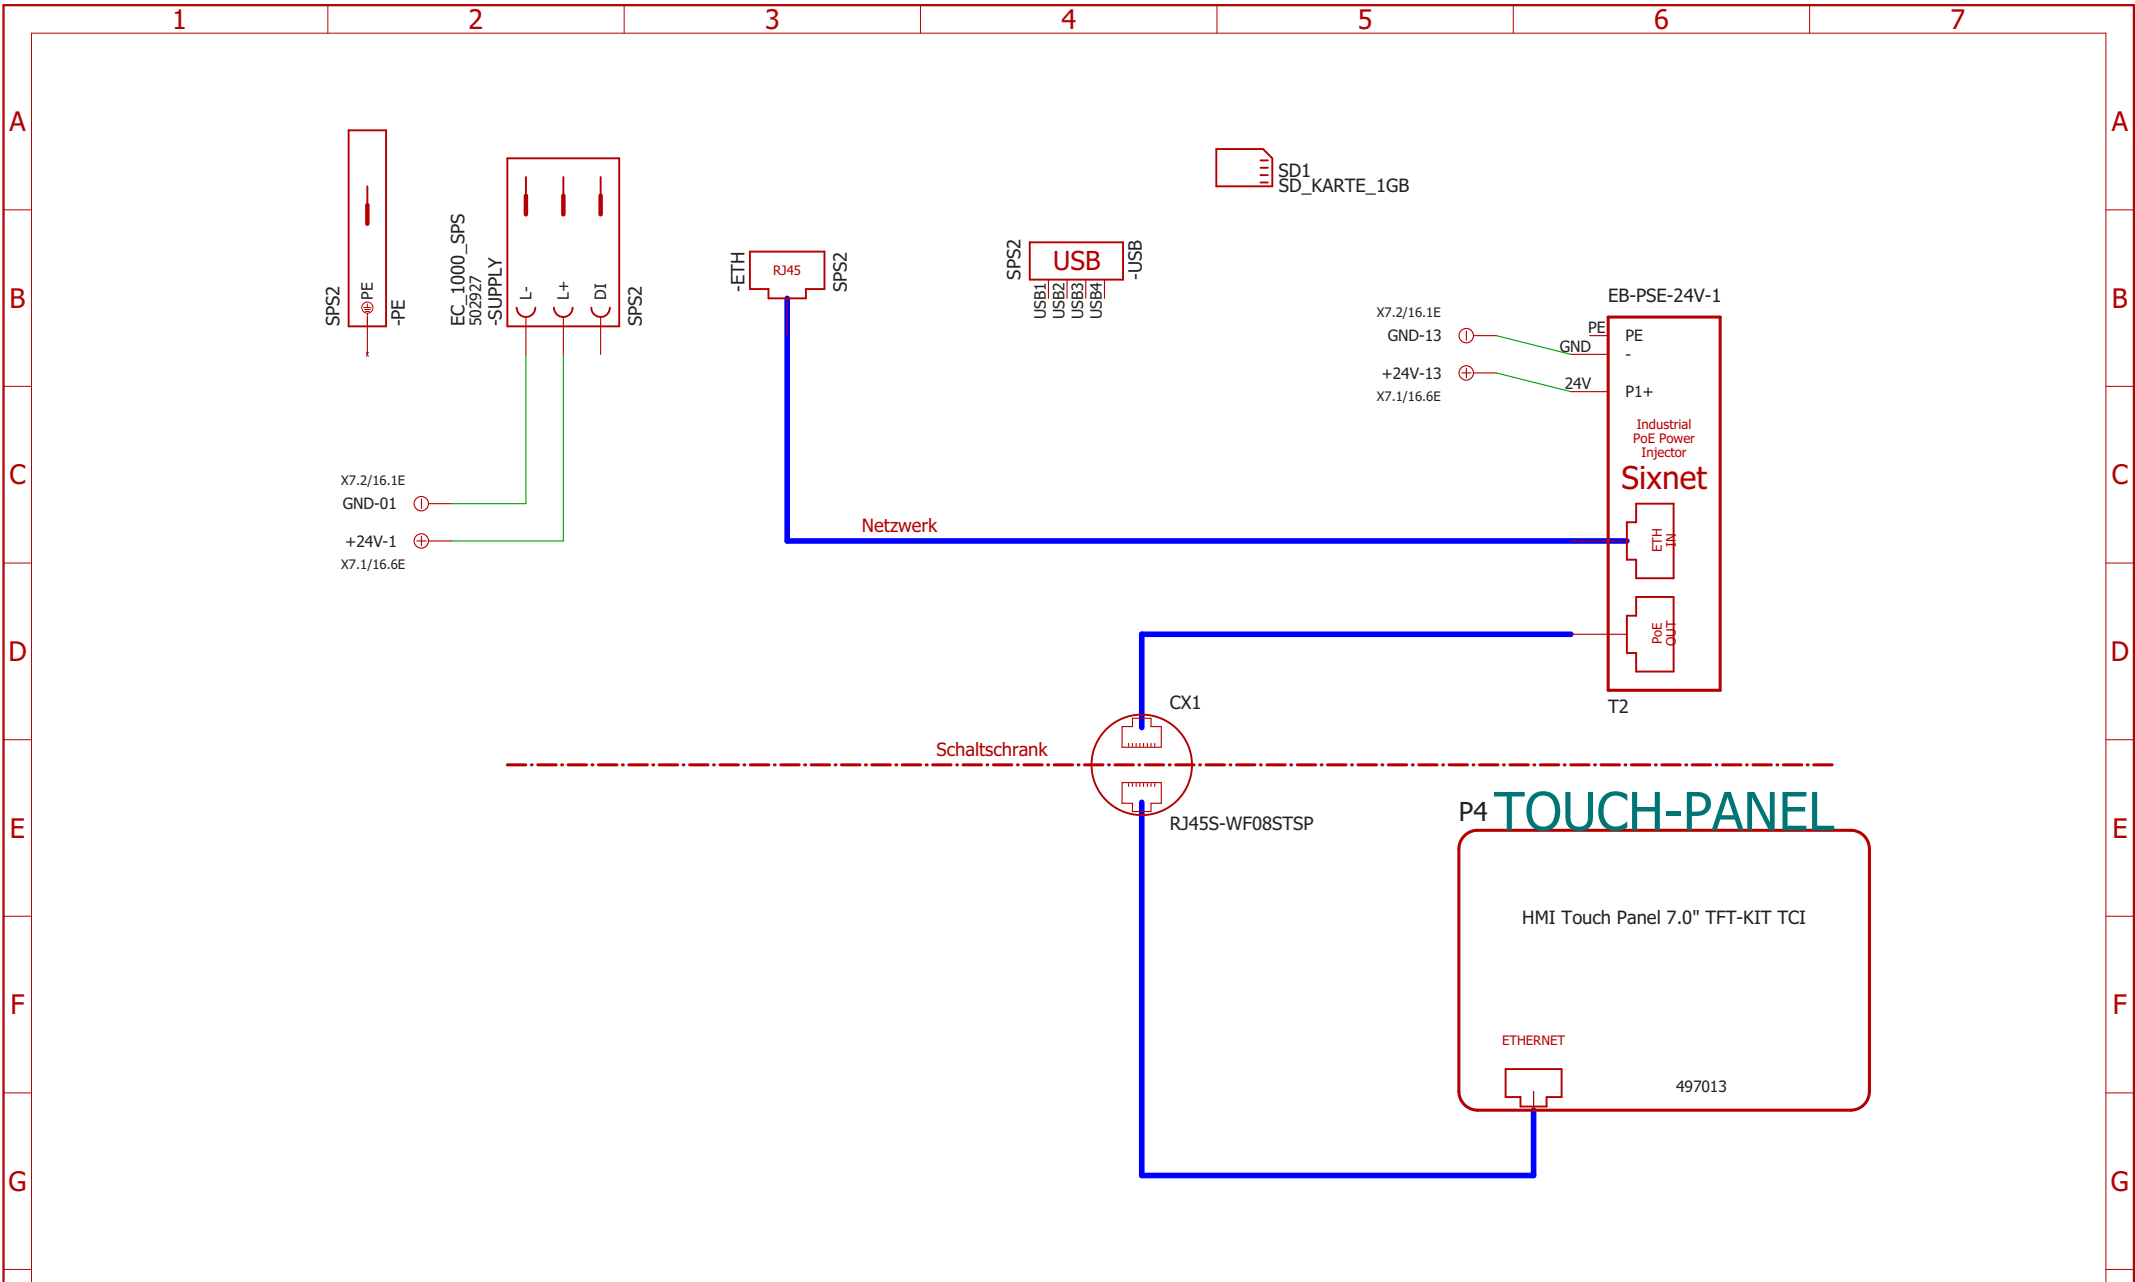 1 2 3 4 5 6 7
A A
SD1
SD_KARTE_1GB
SPS2
PE
-PE
EC_1000_SPS
502927
-SUPPLY
L-
L+
DI
SPS2
-ETH
RJ45
SPS2
SPS2
USB
-USB
USB1
USB2
USB3
USB4
B B
EB-PSE-24V-1
X7.2/16.1E
GND-13
+24V-13
X7.1/16.6E
PE
GND
24V
PE
-
P1+
Industrial
PoE Power
Injector
Sixnet
C C
X7.2/16.1E
GND-01
+24V-1
X7.1/16.6E
Netzwerk
ETH
IN
D D
PoE
OUT
T2
CX1
Schaltschrank
RJ45S-WF08STSP
E E
P4 TOUCH-PANEL
HMI Touch Panel 7.0" TFT-KIT TCI
F F
ETHERNET
497013
G G